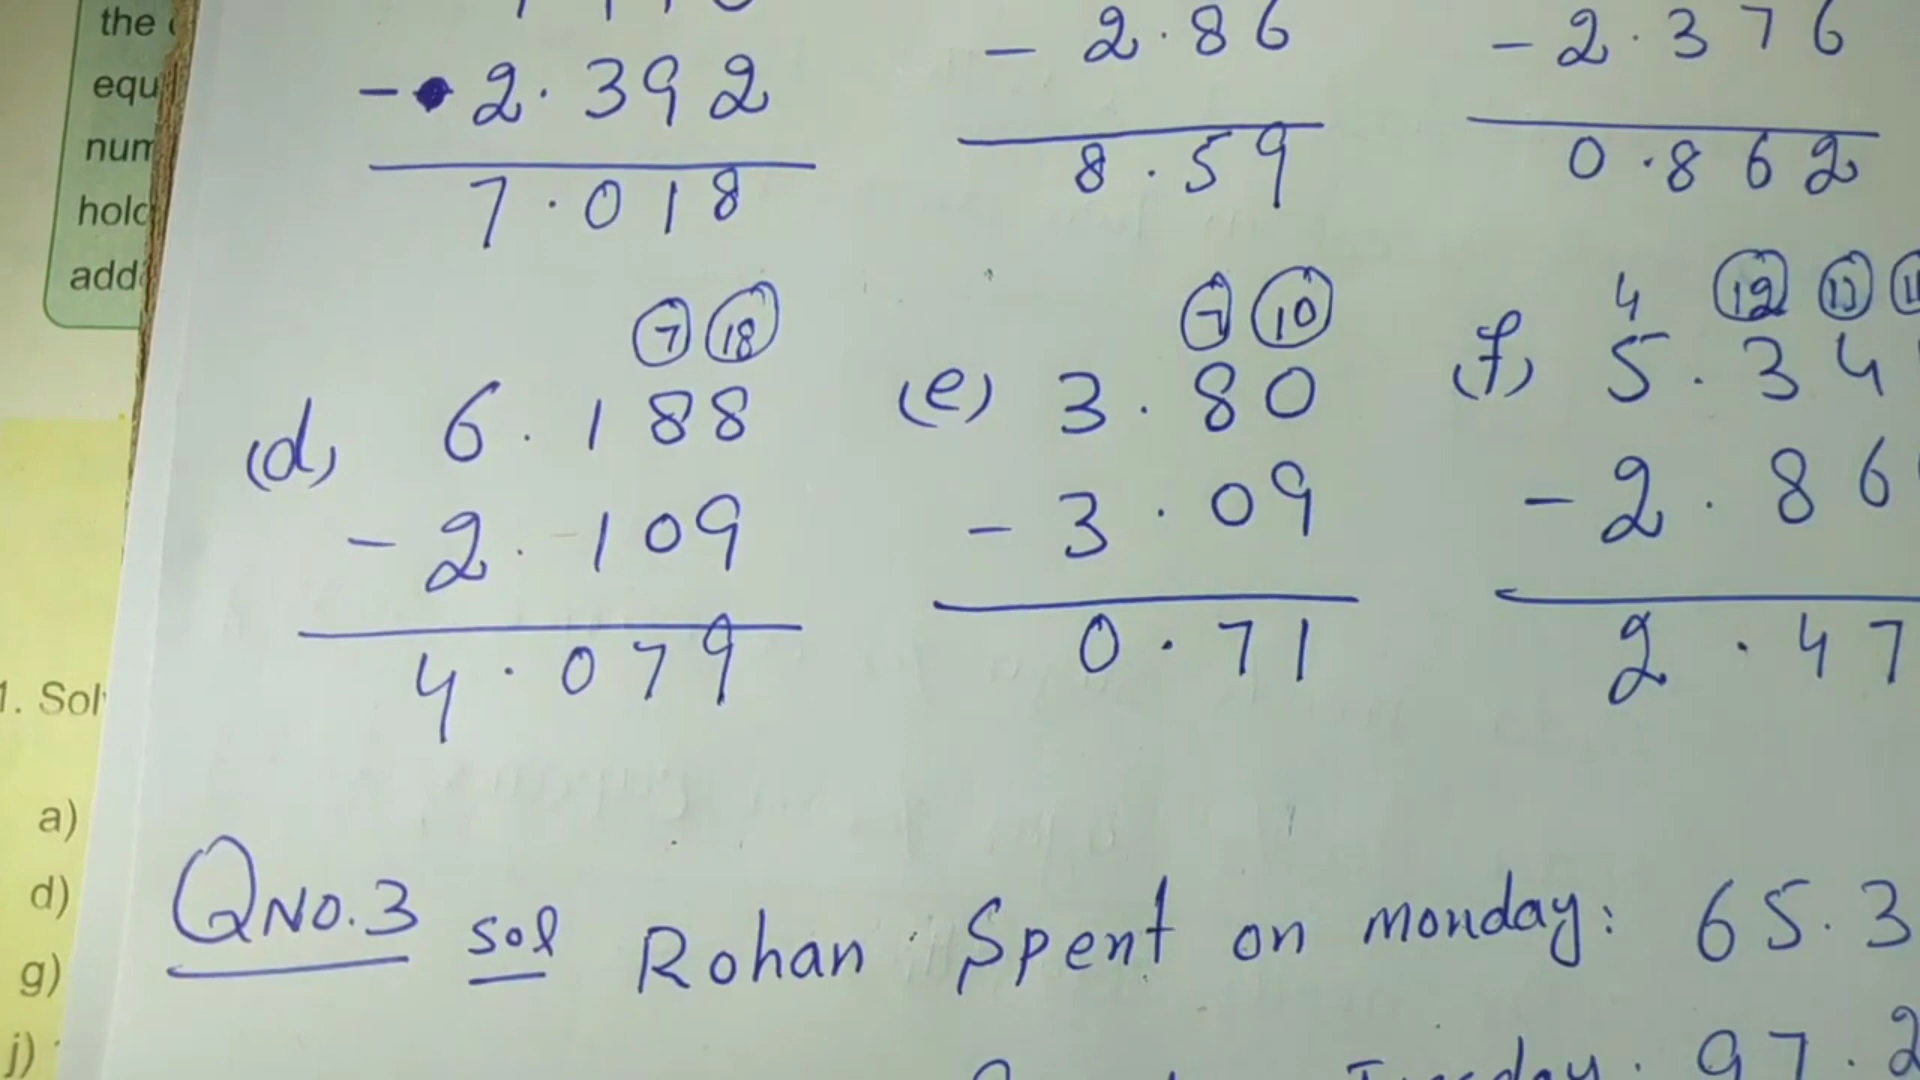 the
equ
num
hold
add
- 2.392
7.018
- 2.86
8.59
- 2.376
0.862
7 18
(d) 6.188
- 2.109
4.079
7 10
(e) 3.80
- 3.09
0.71
4 12 13
(f) 5.34
- 2.86
2.47
1. Sol
a)
d)
g)
j)
QNO.3 sol Rohan Spent on monday: 65.3
97.2